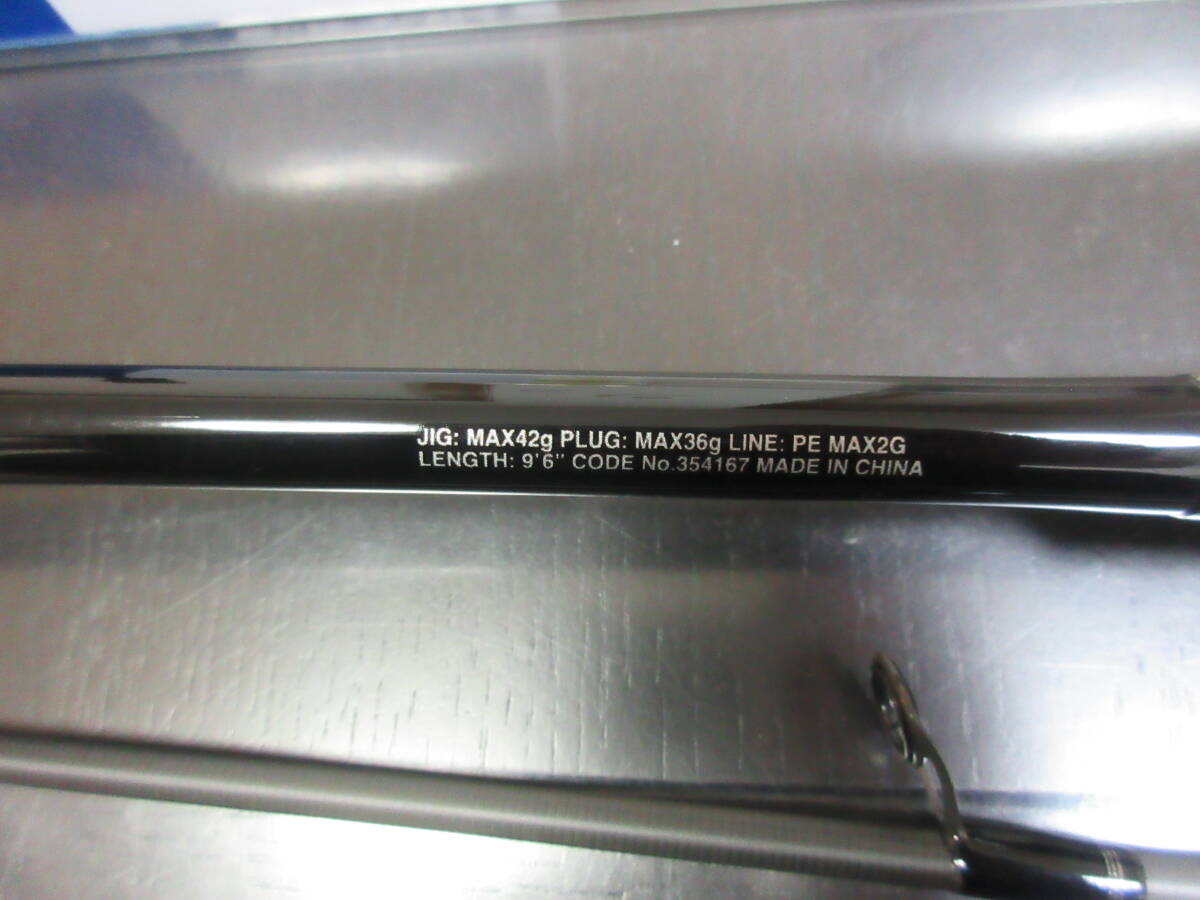 JIG: MAX42g PLUG: MAX36g LINE: PE MAX2G
LENGTH: 9'6" CODE No.354167 MADE IN CHINA